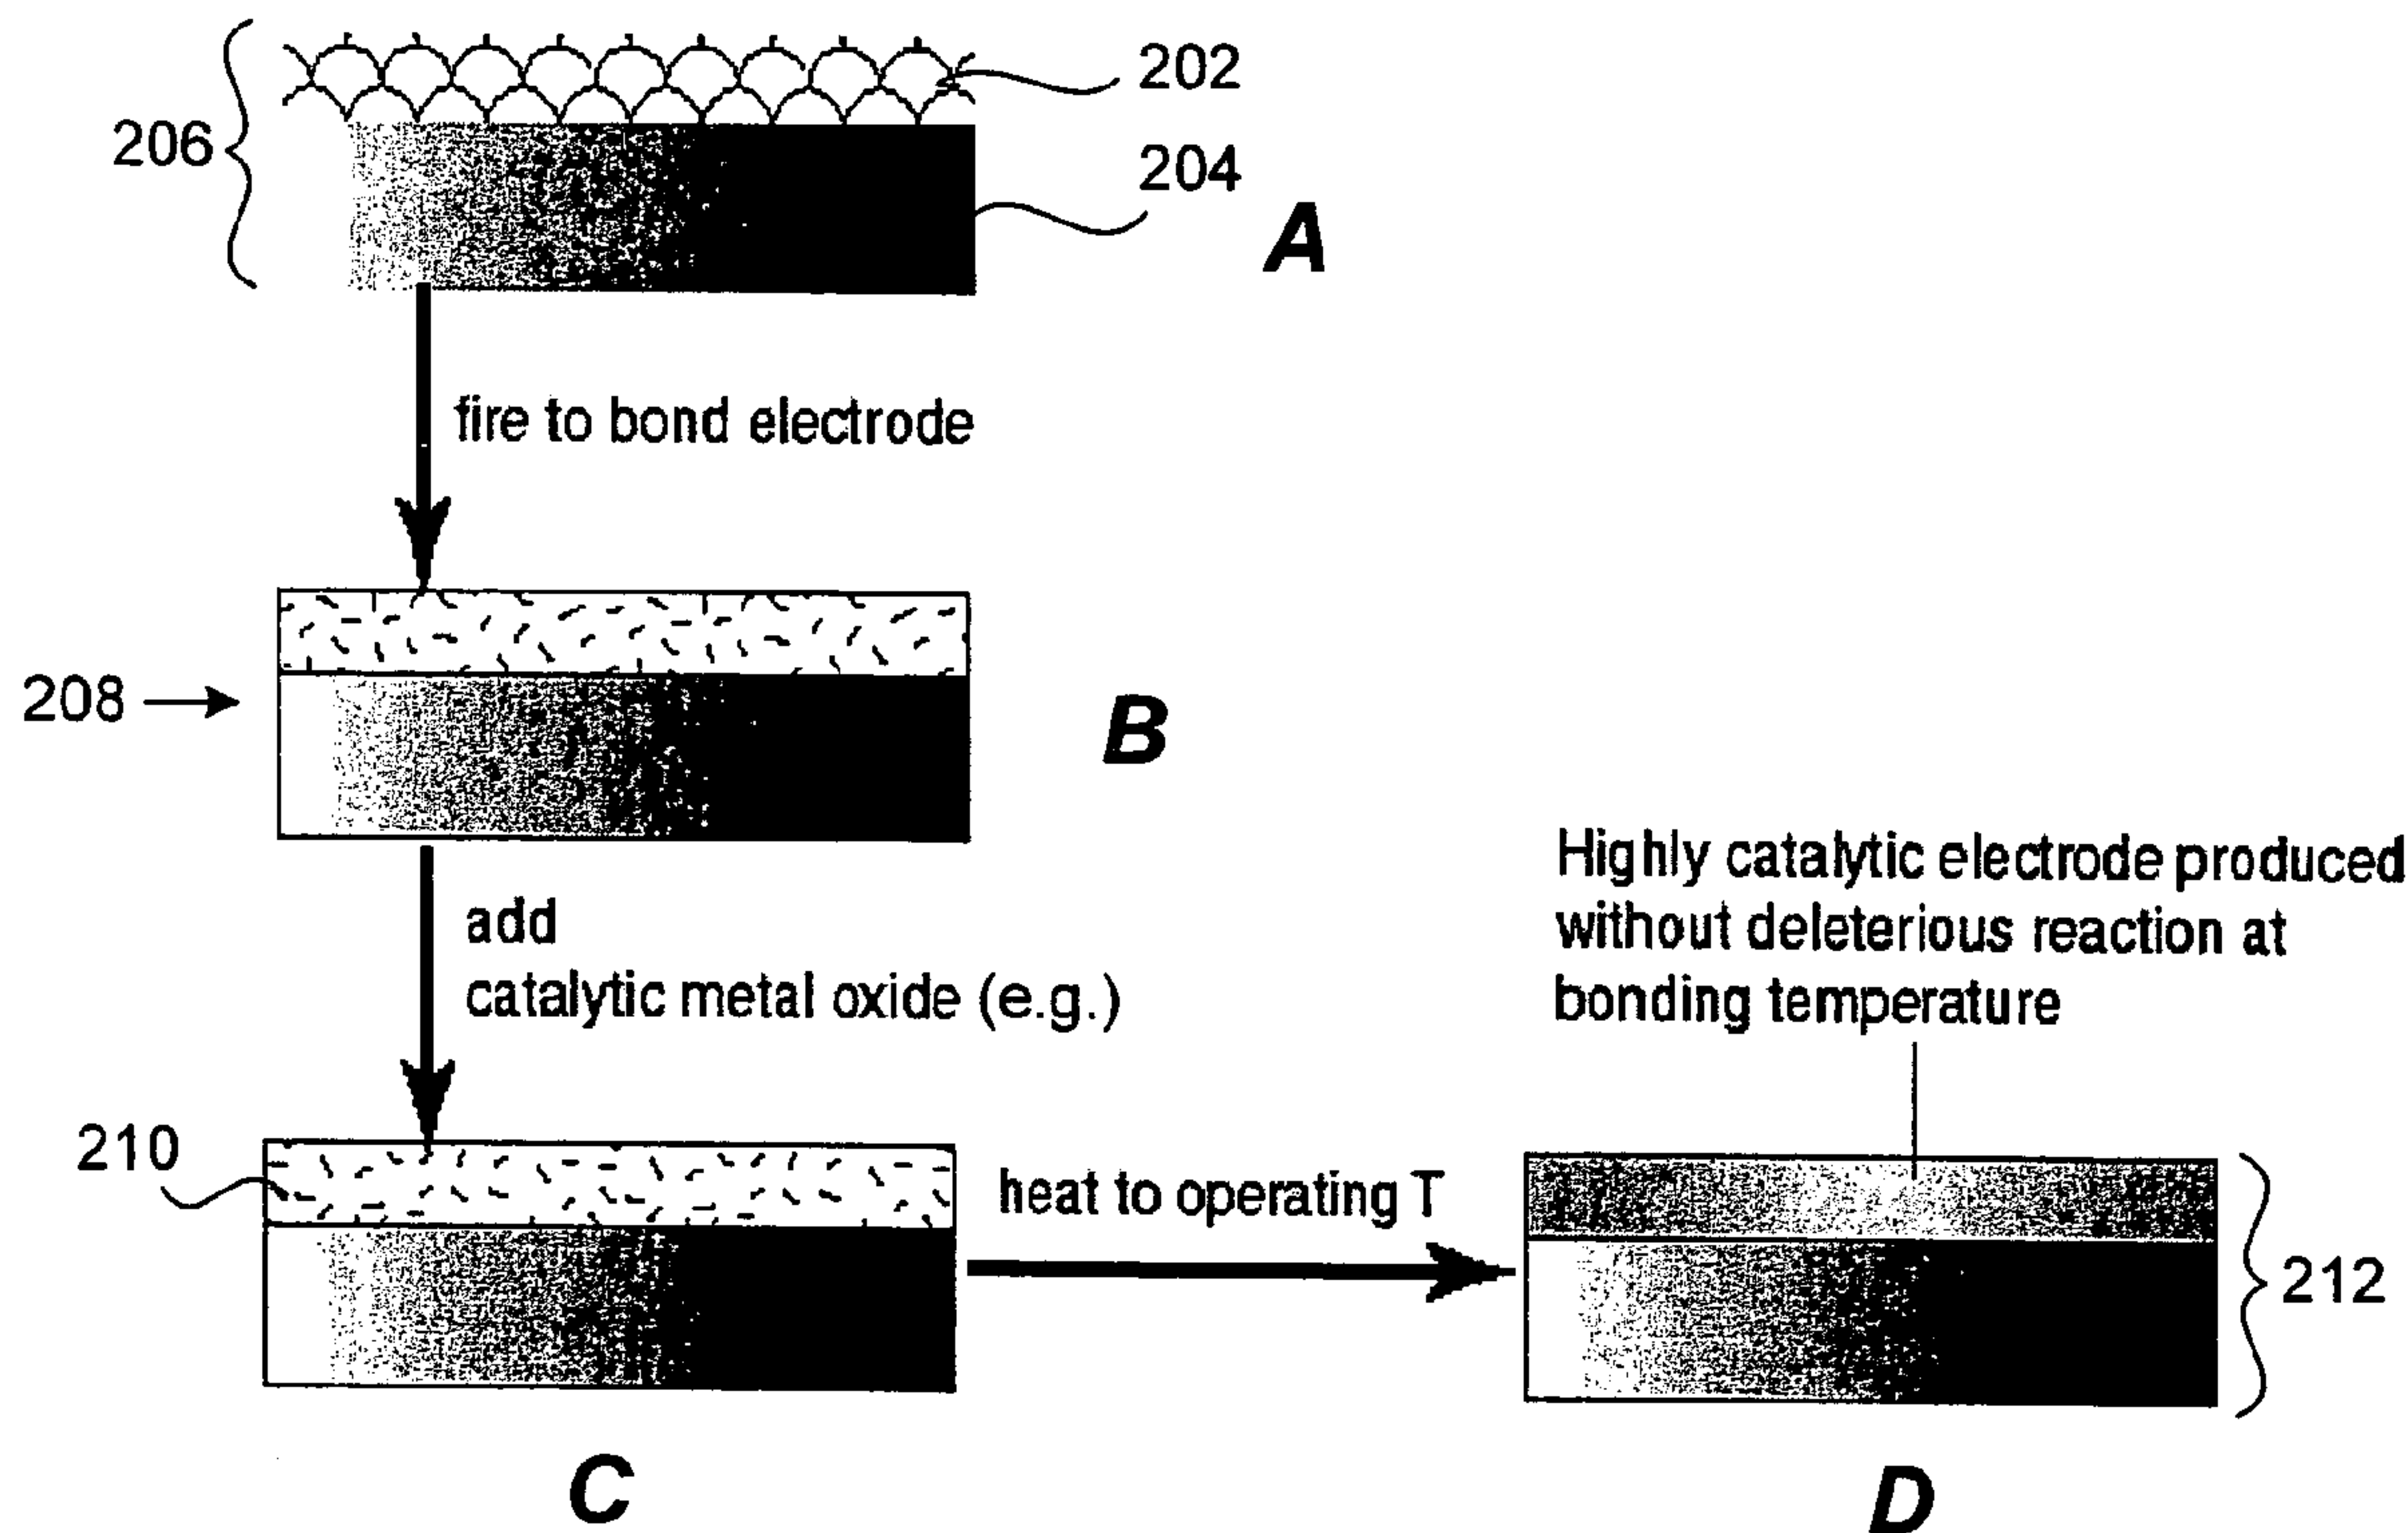 202
206
204
A
fire to bond electrode
208
B
add
catalytic metal oxide (e.g.)
Highly catalytic electrode produced
without deleterious reaction at
bonding temperature
210
heat to operating T
212
C
D